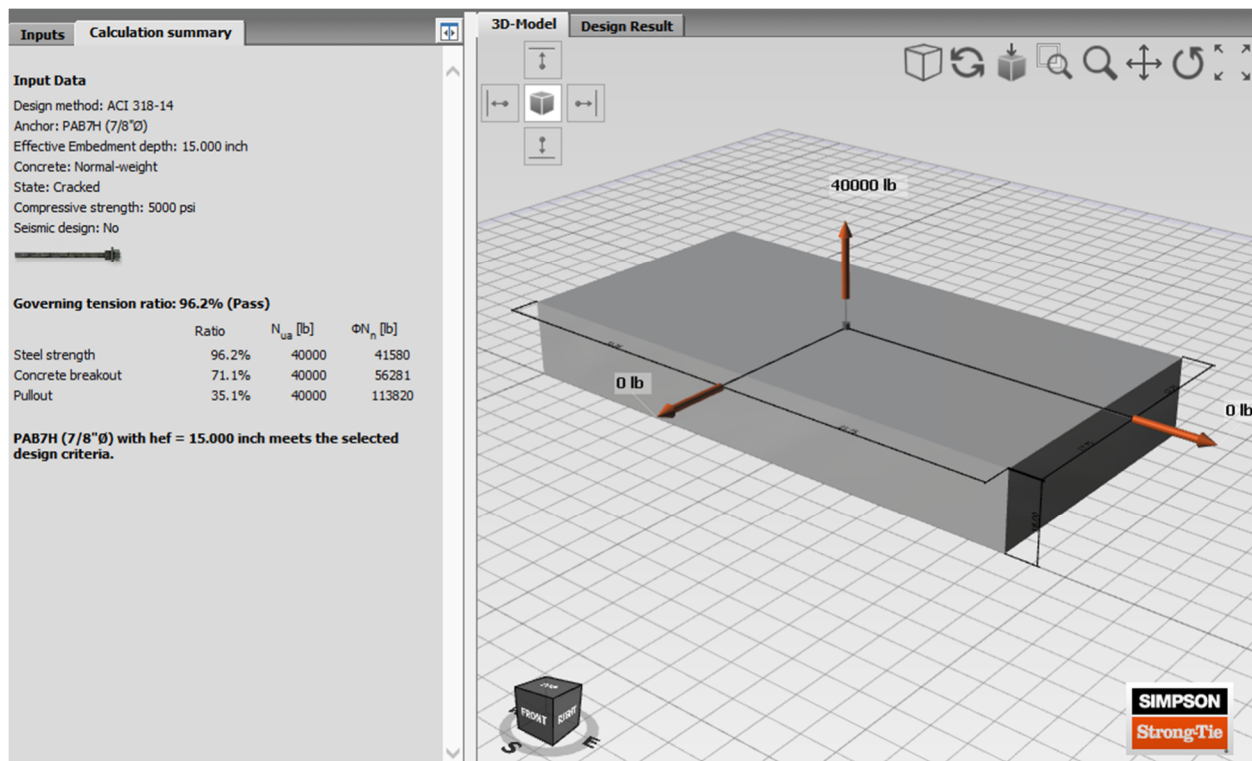 Inputs
Calculation summary
Input Data
Design method: ACI 318-14
Anchor: PAB7H (7/8"Ø)
Effective Embedment depth: 15.000 inch
Concrete: Normal-weight
State: Cracked
Compressive strength: 5000 psi
Seismic design: No
Governing tension ratio: 96.2% (Pass)
Ratio Nua [lb] ΦNn [lb]
Steel strength 96.2% 40000 41580
Concrete breakout 71.1% 40000 56281
Pullout 35.1% 40000 113820
PAB7H (7/8"Ø) with hef = 15.000 inch meets the selected
design criteria.
3D-Model
Design Result
40000 lb
0 lb
0 lb
FRONT
RIGHT
S
E
SIMPSON
Strong-Tie